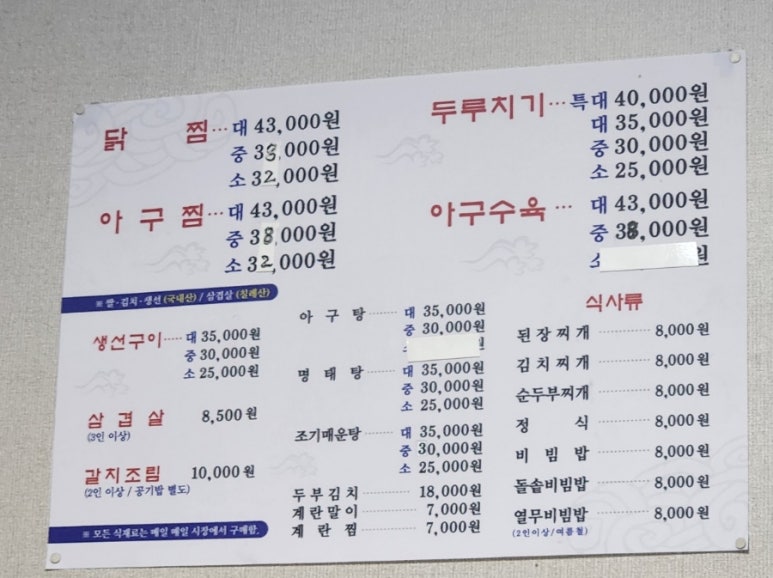 닭 찜 ··· 대 43,000원
중 38,000원
소 32,000원
아 구 찜 ··· 대 43,000원
중 38,000원
소 32,000원
※ 쌀·김치·생선 (국내산) / 삼겹살 (칠레산)
생선구이 ···· 대 35,000원
중 30,000원
소 25,000원
삼 겹 살 8,500원
(3인 이상)
갈치조림 10,000원
(2인 이상 / 공기밥 별도)
※ 모든 식재료는 매일 매일 시장에서 구매함.
두루치기 ··· 특대 40,000원
대 35,000원
중 30,000원
소 25,000원
아구수육 ··· 대 43,000원
중 38,000원
원
아 구 탕 ······ 대 35,000원
중 30,000원
명 태 탕 ······ 대 35,000원
중 30,000원
소 25,000원
조기매운탕 ······ 대 35,000원
중 30,000원
소 25,000원
두부김치 ········ 18,000원
계란말이 ········ 7,000원
계 란 찜 ········ 7,000원
식사류
된장찌개 ········ 8,000원
김치찌개 ········ 8,000원
순두부찌개 ········ 8,000원
정 식 ········ 8,000원
비 빔 밥 ········ 8,000원
돌솥비빔밥 ········ 8,000원
열무비빔밥 ········ 8,000원
(2인이상/여름철)